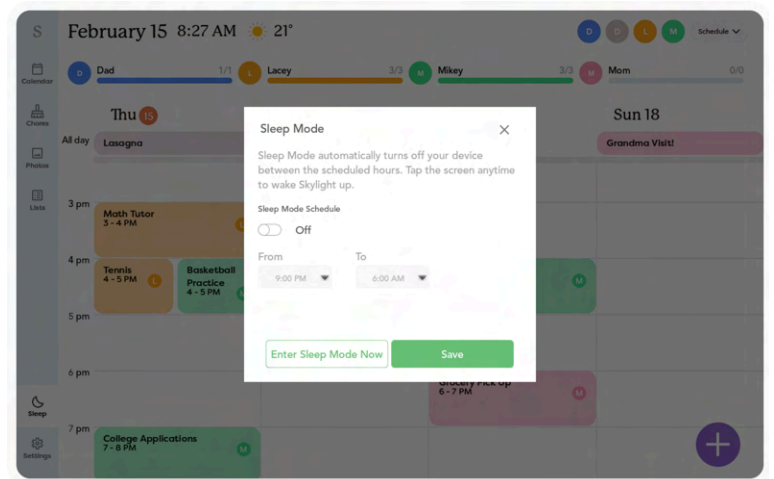 S
February 15 8:27 AM 21°
D D L M Schedule
Calendar
Chores
Photos
Lists
Sleep
Settings
D Dad 1/1
L Lacey 3/3
M Mikey 3/3
M Mom 0/0
Thu 15
Sun 18
All day
Lasagna
Grandma Visit!
3 pm
Math Tutor
3 - 4 PM
4 pm
Tennis
4 - 5 PM
L
Basketball
Practice
4 - 5 PM
M
5 pm
6 pm
Grocery Pick Up
6 - 7 PM
M
7 pm
College Applications
7 - 8 PM
M
Sleep Mode
Sleep Mode automatically turns off your device
between the scheduled hours. Tap the screen anytime
to wake Skylight up.
Sleep Mode Schedule
Off
From To
9:00 PM 6:00 AM
Enter Sleep Mode Now Save